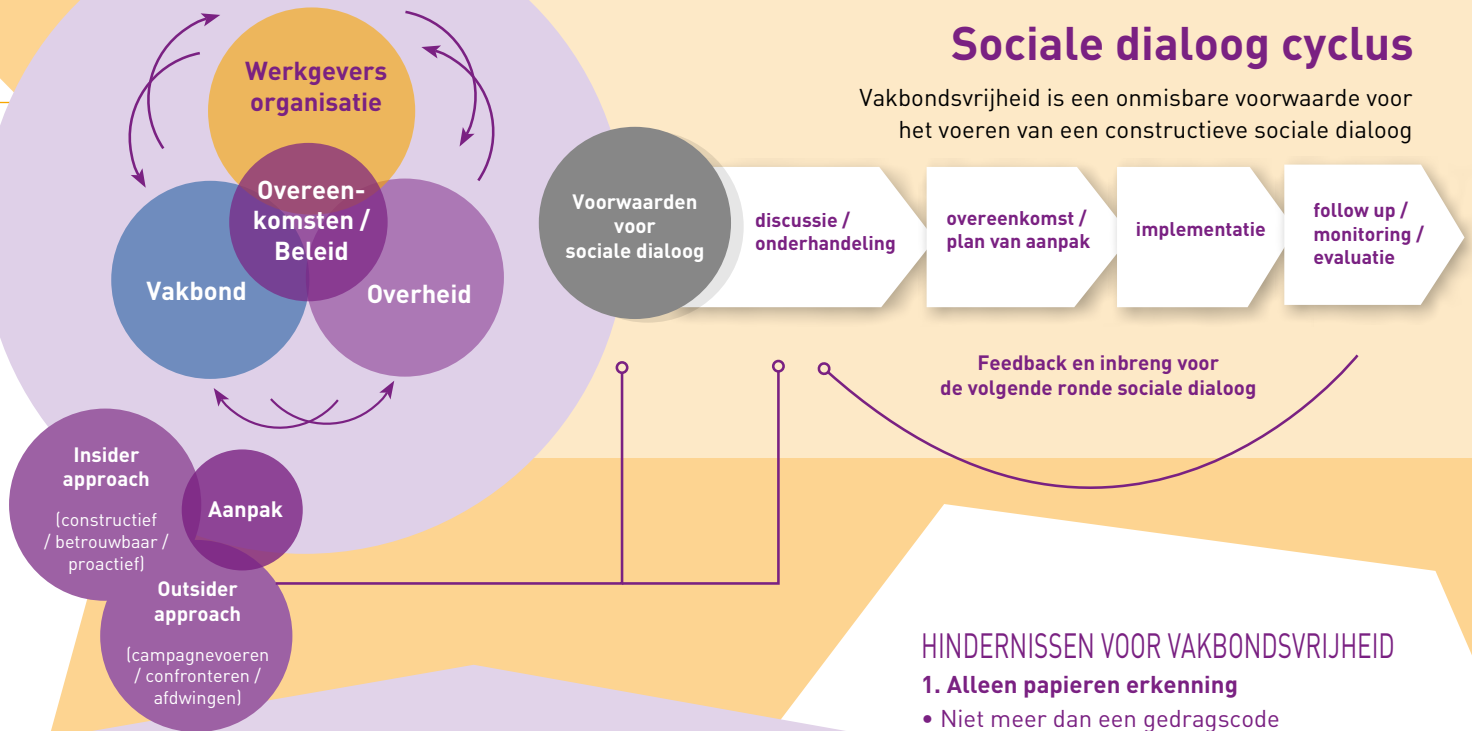 Sociale dialoog cyclus
Vakbondsvrijheid is een onmisbare voorwaarde voor
het voeren van een constructieve sociale dialoog
Werkgevers
organisatie
Overeen-
komsten /
Beleid
Vakbond
Overheid
Voorwaarden
voor
sociale dialoog
discussie /
onderhandeling
overeenkomst /
plan van aanpak
implementatie
follow up /
monitoring /
evaluatie
Feedback en inbreng voor
de volgende ronde sociale dialoog
Insider
approach
(constructief
/ betrouwbaar /
proactief)
Aanpak
Outsider
approach
(campagnevoeren
/ confronteren /
afdwingen)
HINDERNISSEN VOOR VAKBONDSVRIJHEID
1. Alleen papieren erkenning
• Niet meer dan een gedragscode